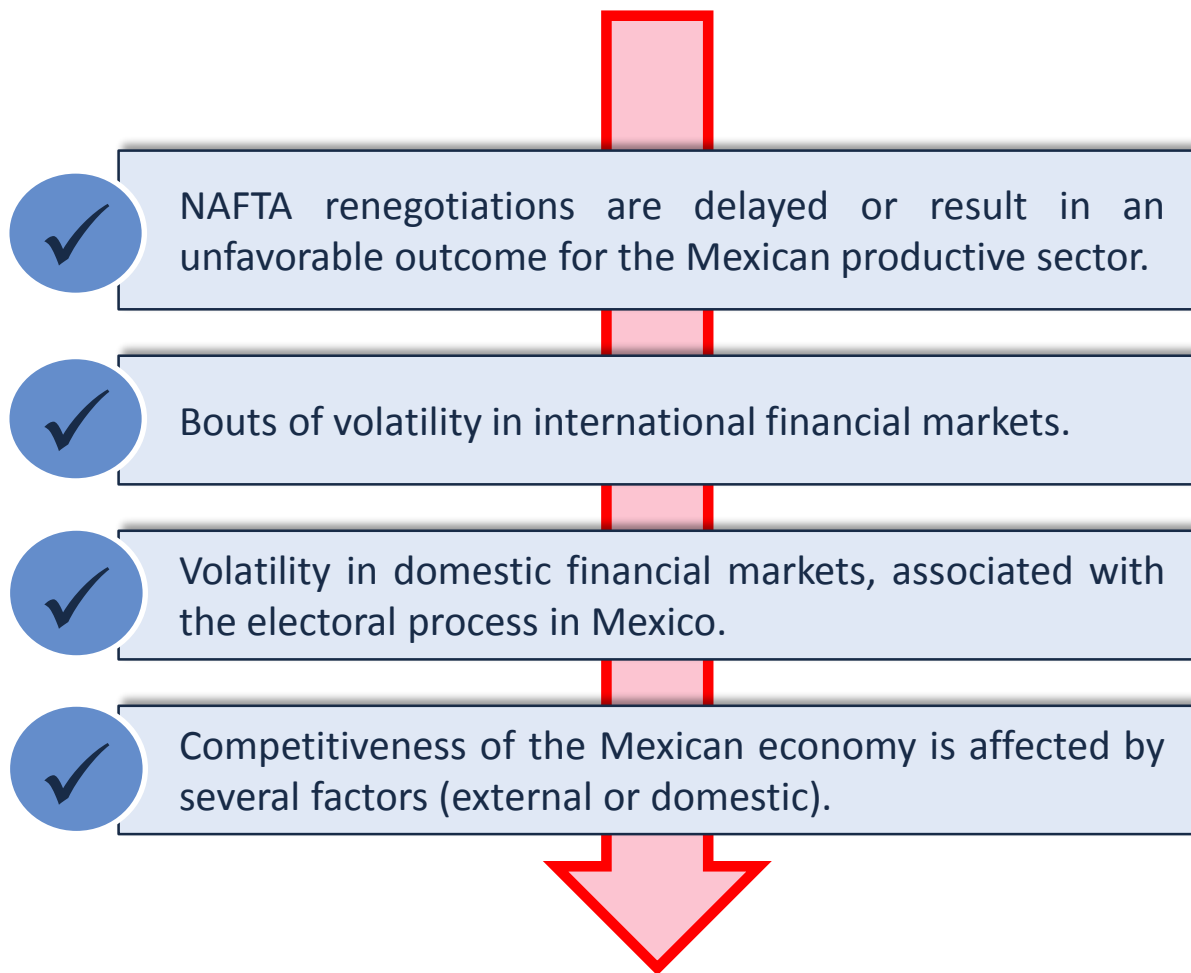 NAFTA renegotiations are delayed or result in an
unfavorable outcome for the Mexican productive sector.
Bouts of volatility in international financial markets.
Volatility in domestic financial markets, associated with
the electoral process in Mexico.
Competitiveness of the Mexican economy is affected by
several factors (external or domestic).